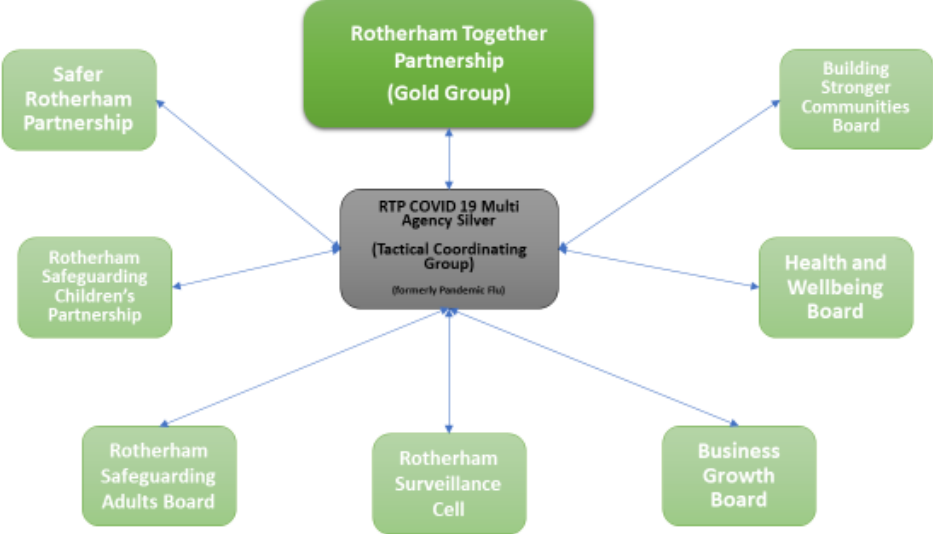 Rotherham Together
Partnership
(Gold Group)
Safer
Rotherham
Partnership
Building
Stronger
Communities
Board
RTP COVID 19 Multi
Agency Silver
(Tactical Coordinating
Group)
(formerly Pandemic Flu)
Rotherham
Safeguarding
Children's
Partnership
Health and
Wellbeing
Board
Rotherham
Safeguarding
Adults Board
Rotherham
Surveillance
Cell
Business
Growth
Board